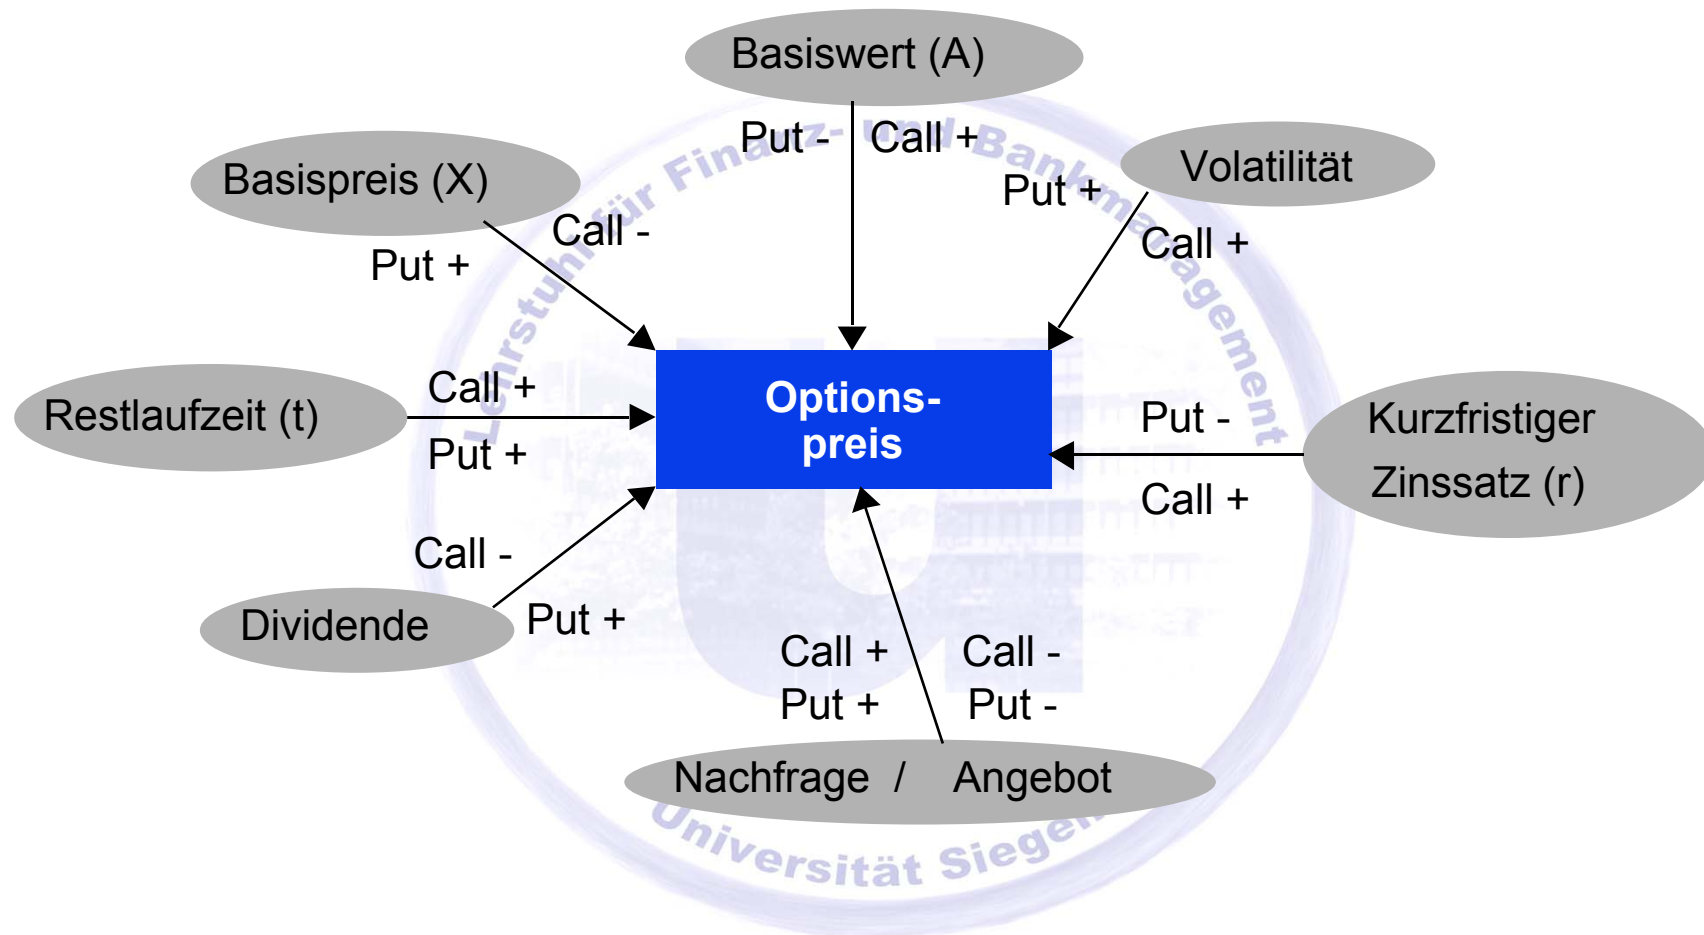 Basiswert (A)
Put - Call +
Basispreis (X)
Call -
Put +
Volatilität
Put +
Call +
Restlaufzeit (t)
Call +
Put +
Options-
preis
Put -
Call +
Kurzfristiger
Zinssatz (r)
Call -
Put +
Dividende
Call + Call -
Put + Put -
Nachfrage / Angebot
Lehrstuhl für Finanz- und Bankmanagement
Universität Siegen